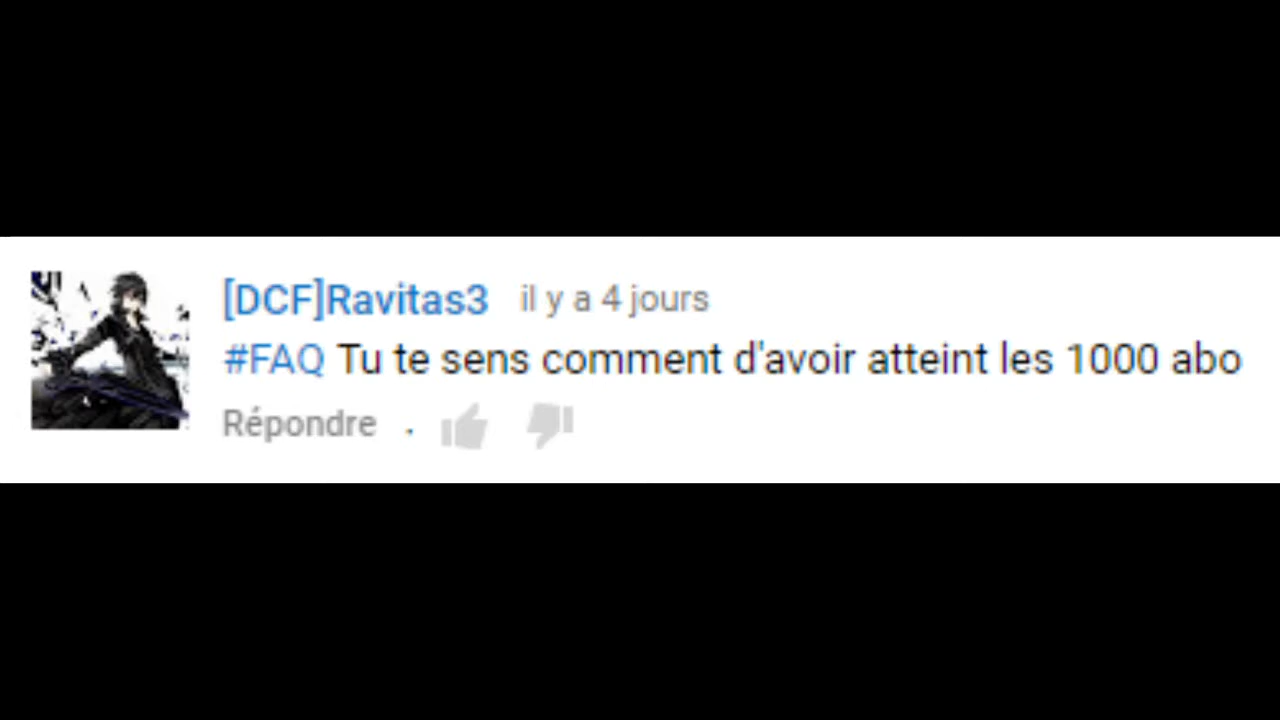 [DCF]Ravitas3 il y a 4 jours
#FAQ Tu te sens comment d'avoir atteint les 1000 abo
Répondre .